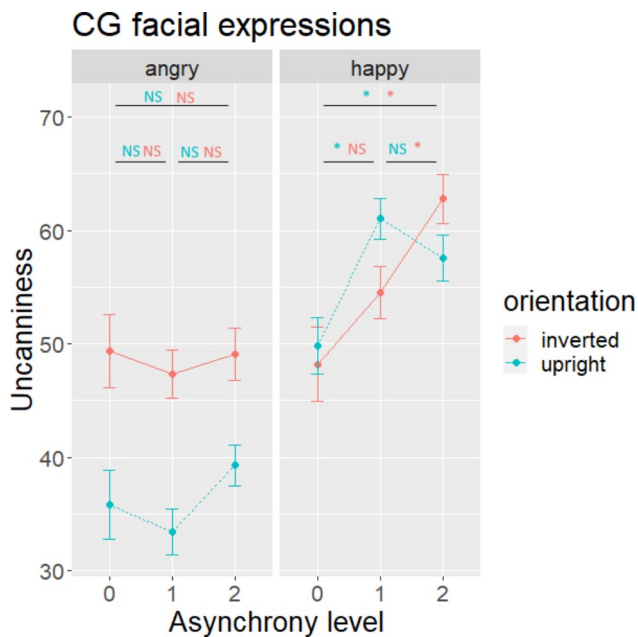 CG facial expressions
angry
happy
NS NS
* *
NS NS NS NS
* NS NS *
70
60
50
40
30
Uncanniness
0 1 2
0 1 2
Asynchrony level
orientation
inverted
upright